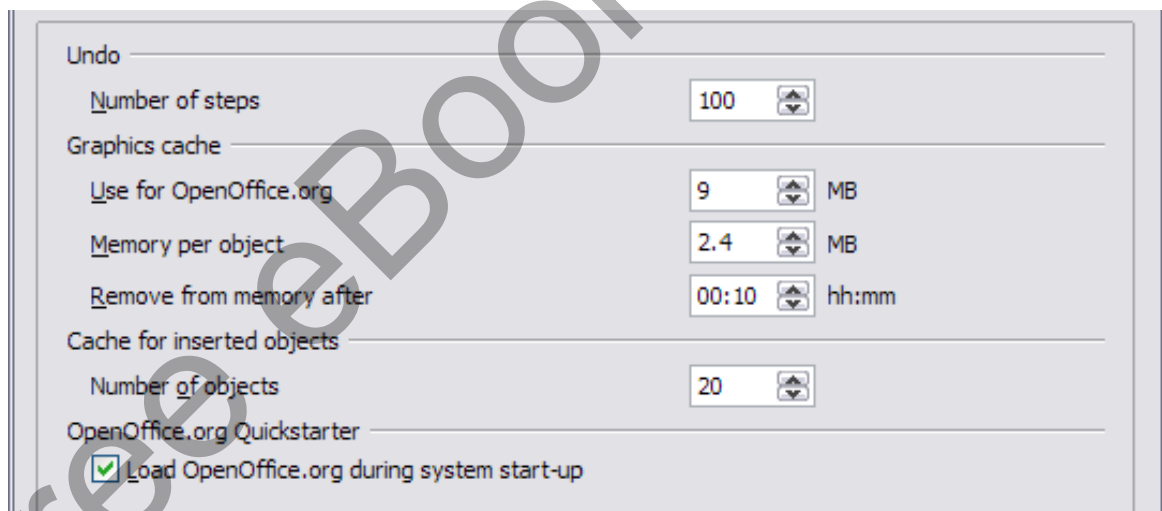 Undo
Number of steps 100
Graphics cache
Use for OpenOffice.org 9 MB
Memory per object 2.4 MB
Remove from memory after 00:10 hh:mm
Cache for inserted objects
Number of objects 20
OpenOffice.org Quickstarter
Load OpenOffice.org during system start-up